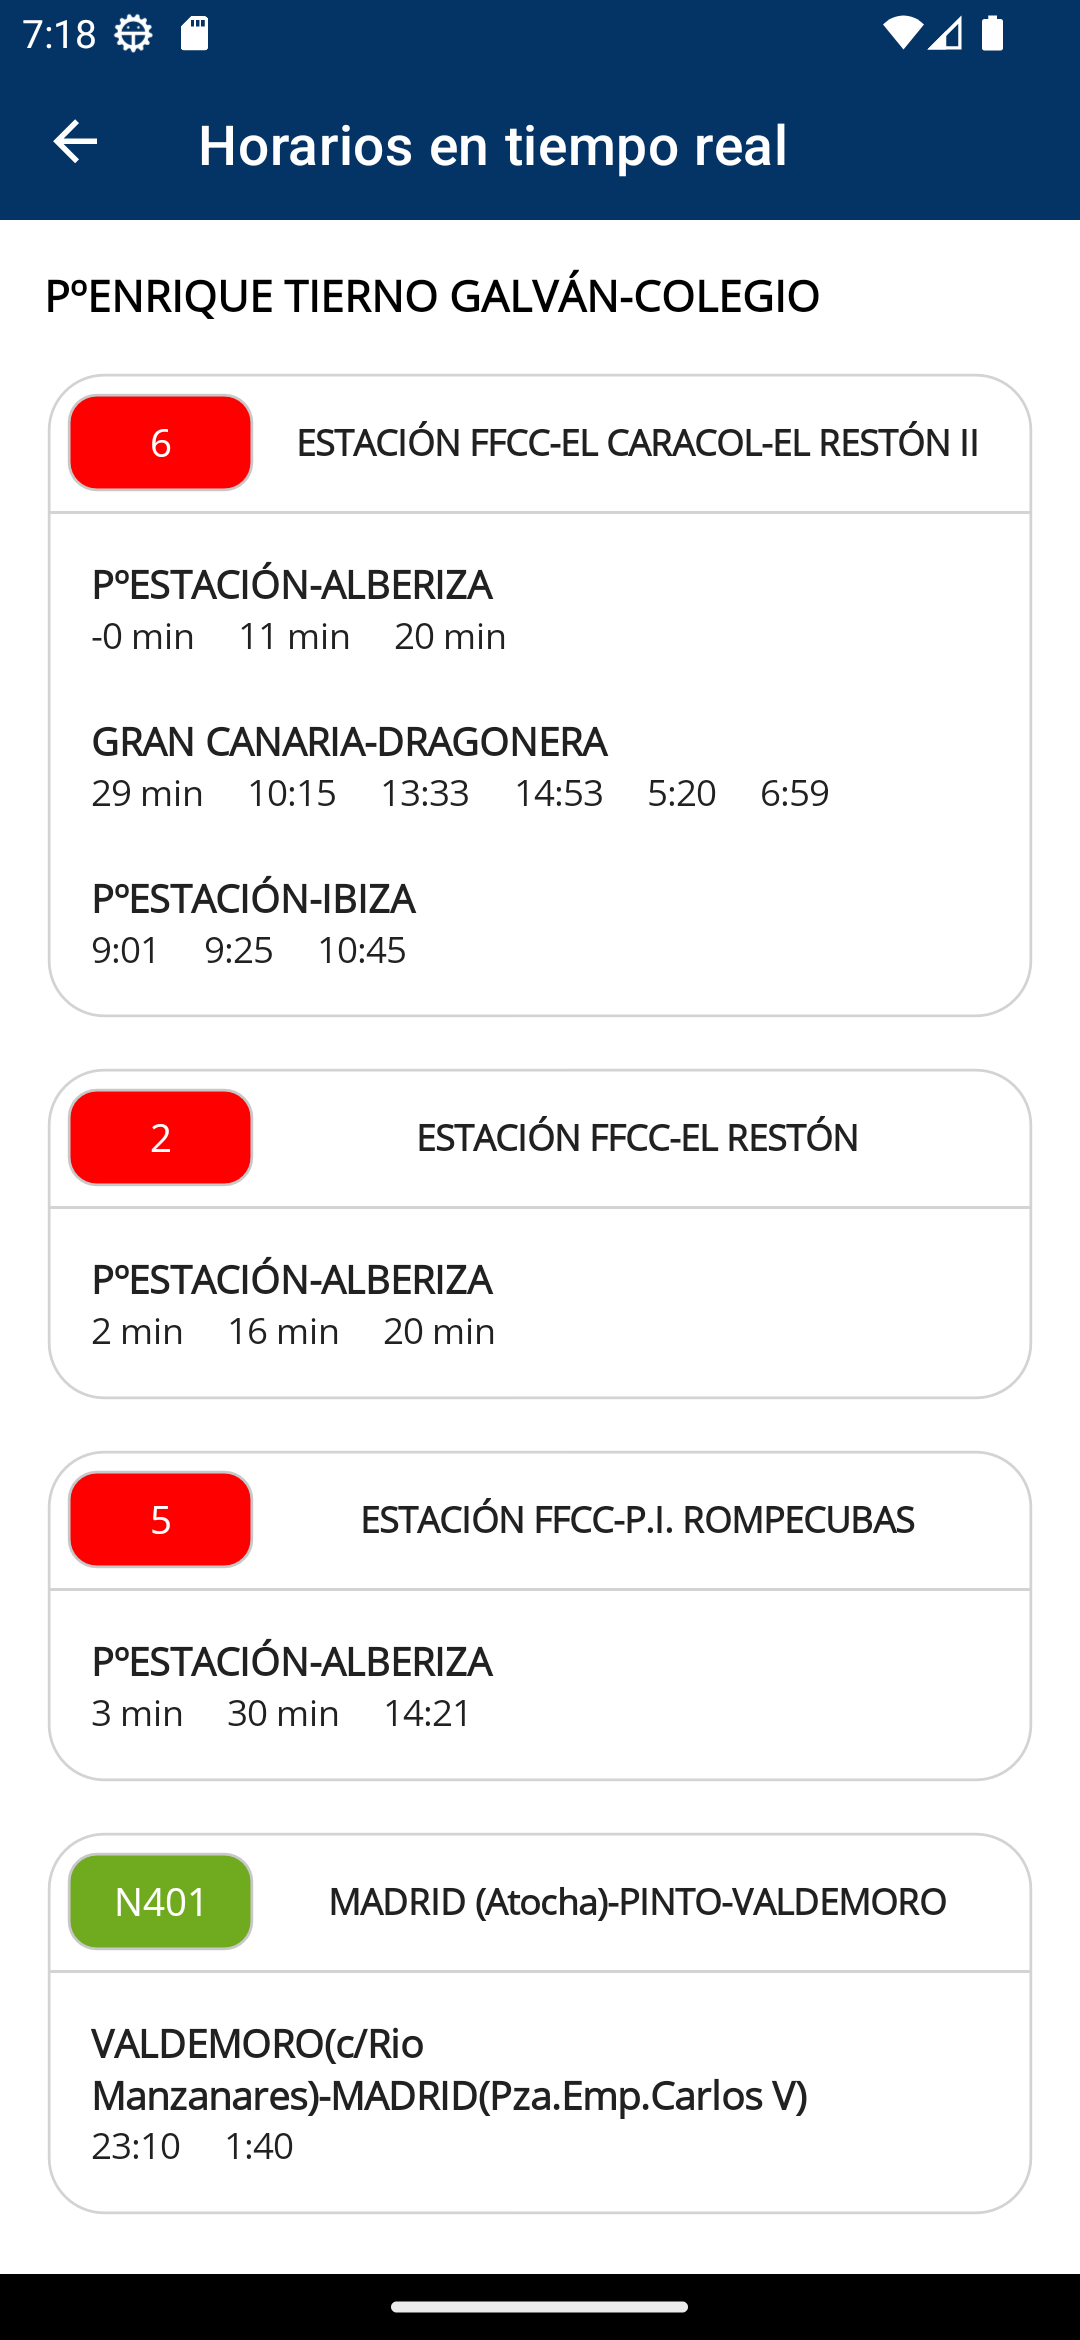 7:18
Horarios en tiempo real
PºENRIQUE TIERNO GALVÁN-COLEGIO
6 ESTACIÓN FFCC-EL CARACOL-EL RESTÓN II
PºESTACIÓN-ALBERIZA
-0 min 11 min 20 min
GRAN CANARIA-DRAGONERA
29 min 10:15 13:33 14:53 5:20 6:59
PºESTACIÓN-IBIZA
9:01 9:25 10:45
2 ESTACIÓN FFCC-EL RESTÓN
PºESTACIÓN-ALBERIZA
2 min 16 min 20 min
5 ESTACIÓN FFCC-P.I. ROMPECUBAS
PºESTACIÓN-ALBERIZA
3 min 30 min 14:21
N401 MADRID (Atocha)-PINTO-VALDEMORO
VALDEMORO(c/Rio
Manzanares)-MADRID(Pza.Emp.Carlos V)
23:10 1:40